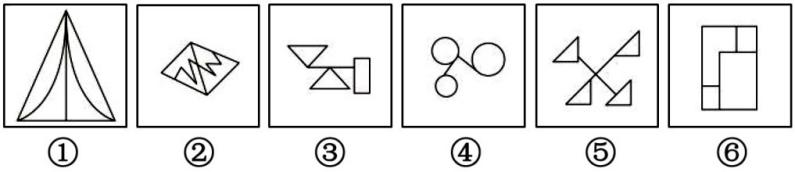 ① ② ③ ④ ⑤ ⑥